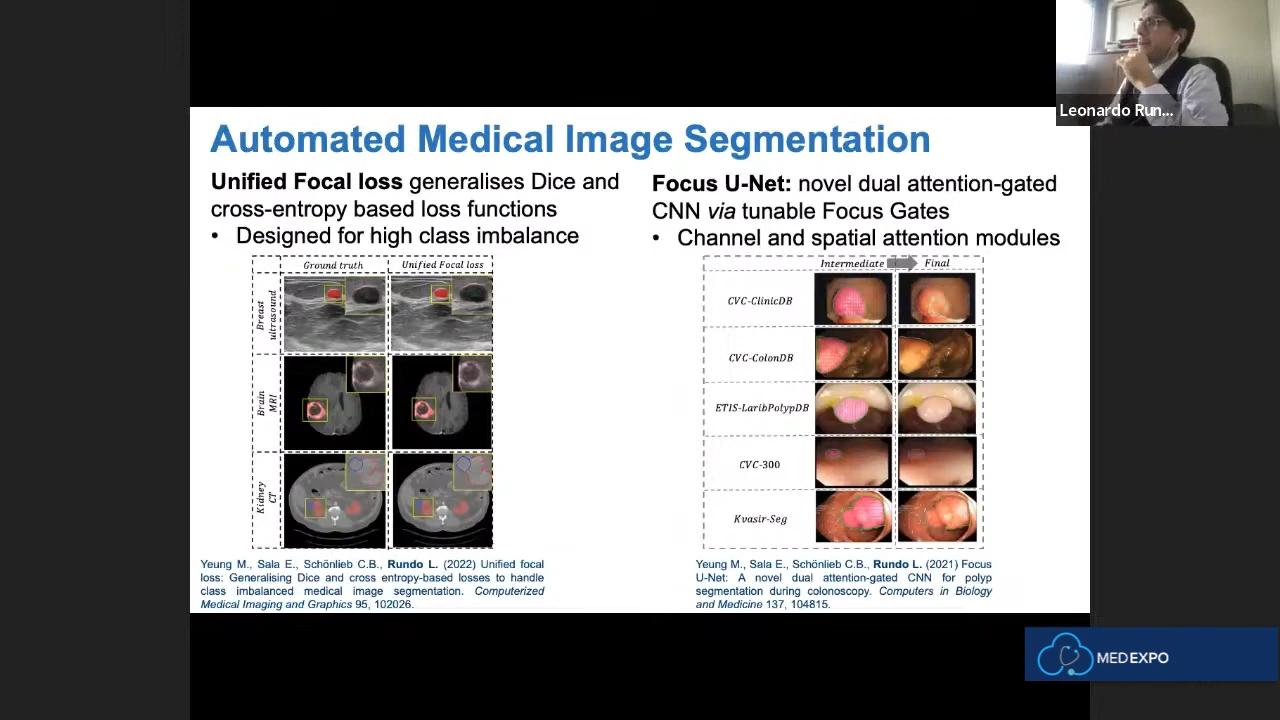 Leonardo Run...
Automated Medical Image Segmentation
Unified Focal loss generalises Dice and
cross-entropy based loss functions
• Designed for high class imbalance
Ground truth
Unified Focal loss
Breast
ultrasound
Brain
MRI
Kidney
CT
Yeung M., Sala E., Schönlieb C.B., Rundo L. (2022) Unified focal
loss: Generalising Dice and cross entropy-based losses to handle
class imbalanced medical image segmentation. Computerized
Medical Imaging and Graphics 95, 102026.
Focus U-Net: novel dual attention-gated
CNN via tunable Focus Gates
• Channel and spatial attention modules
Intermediate
Final
CVC-ClinicDB
CVC-ColonDB
ETIS-LaribPolypDB
CVC-300
Kvasir-Seg
Yeung M., Sala E., Schönlieb C.B., Rundo L. (2021) Focus
U-Net: A novel dual attention-gated CNN for polyp
segmentation during colonoscopy. Computers in Biology
and Medicine 137, 104815.
MEDEXPO